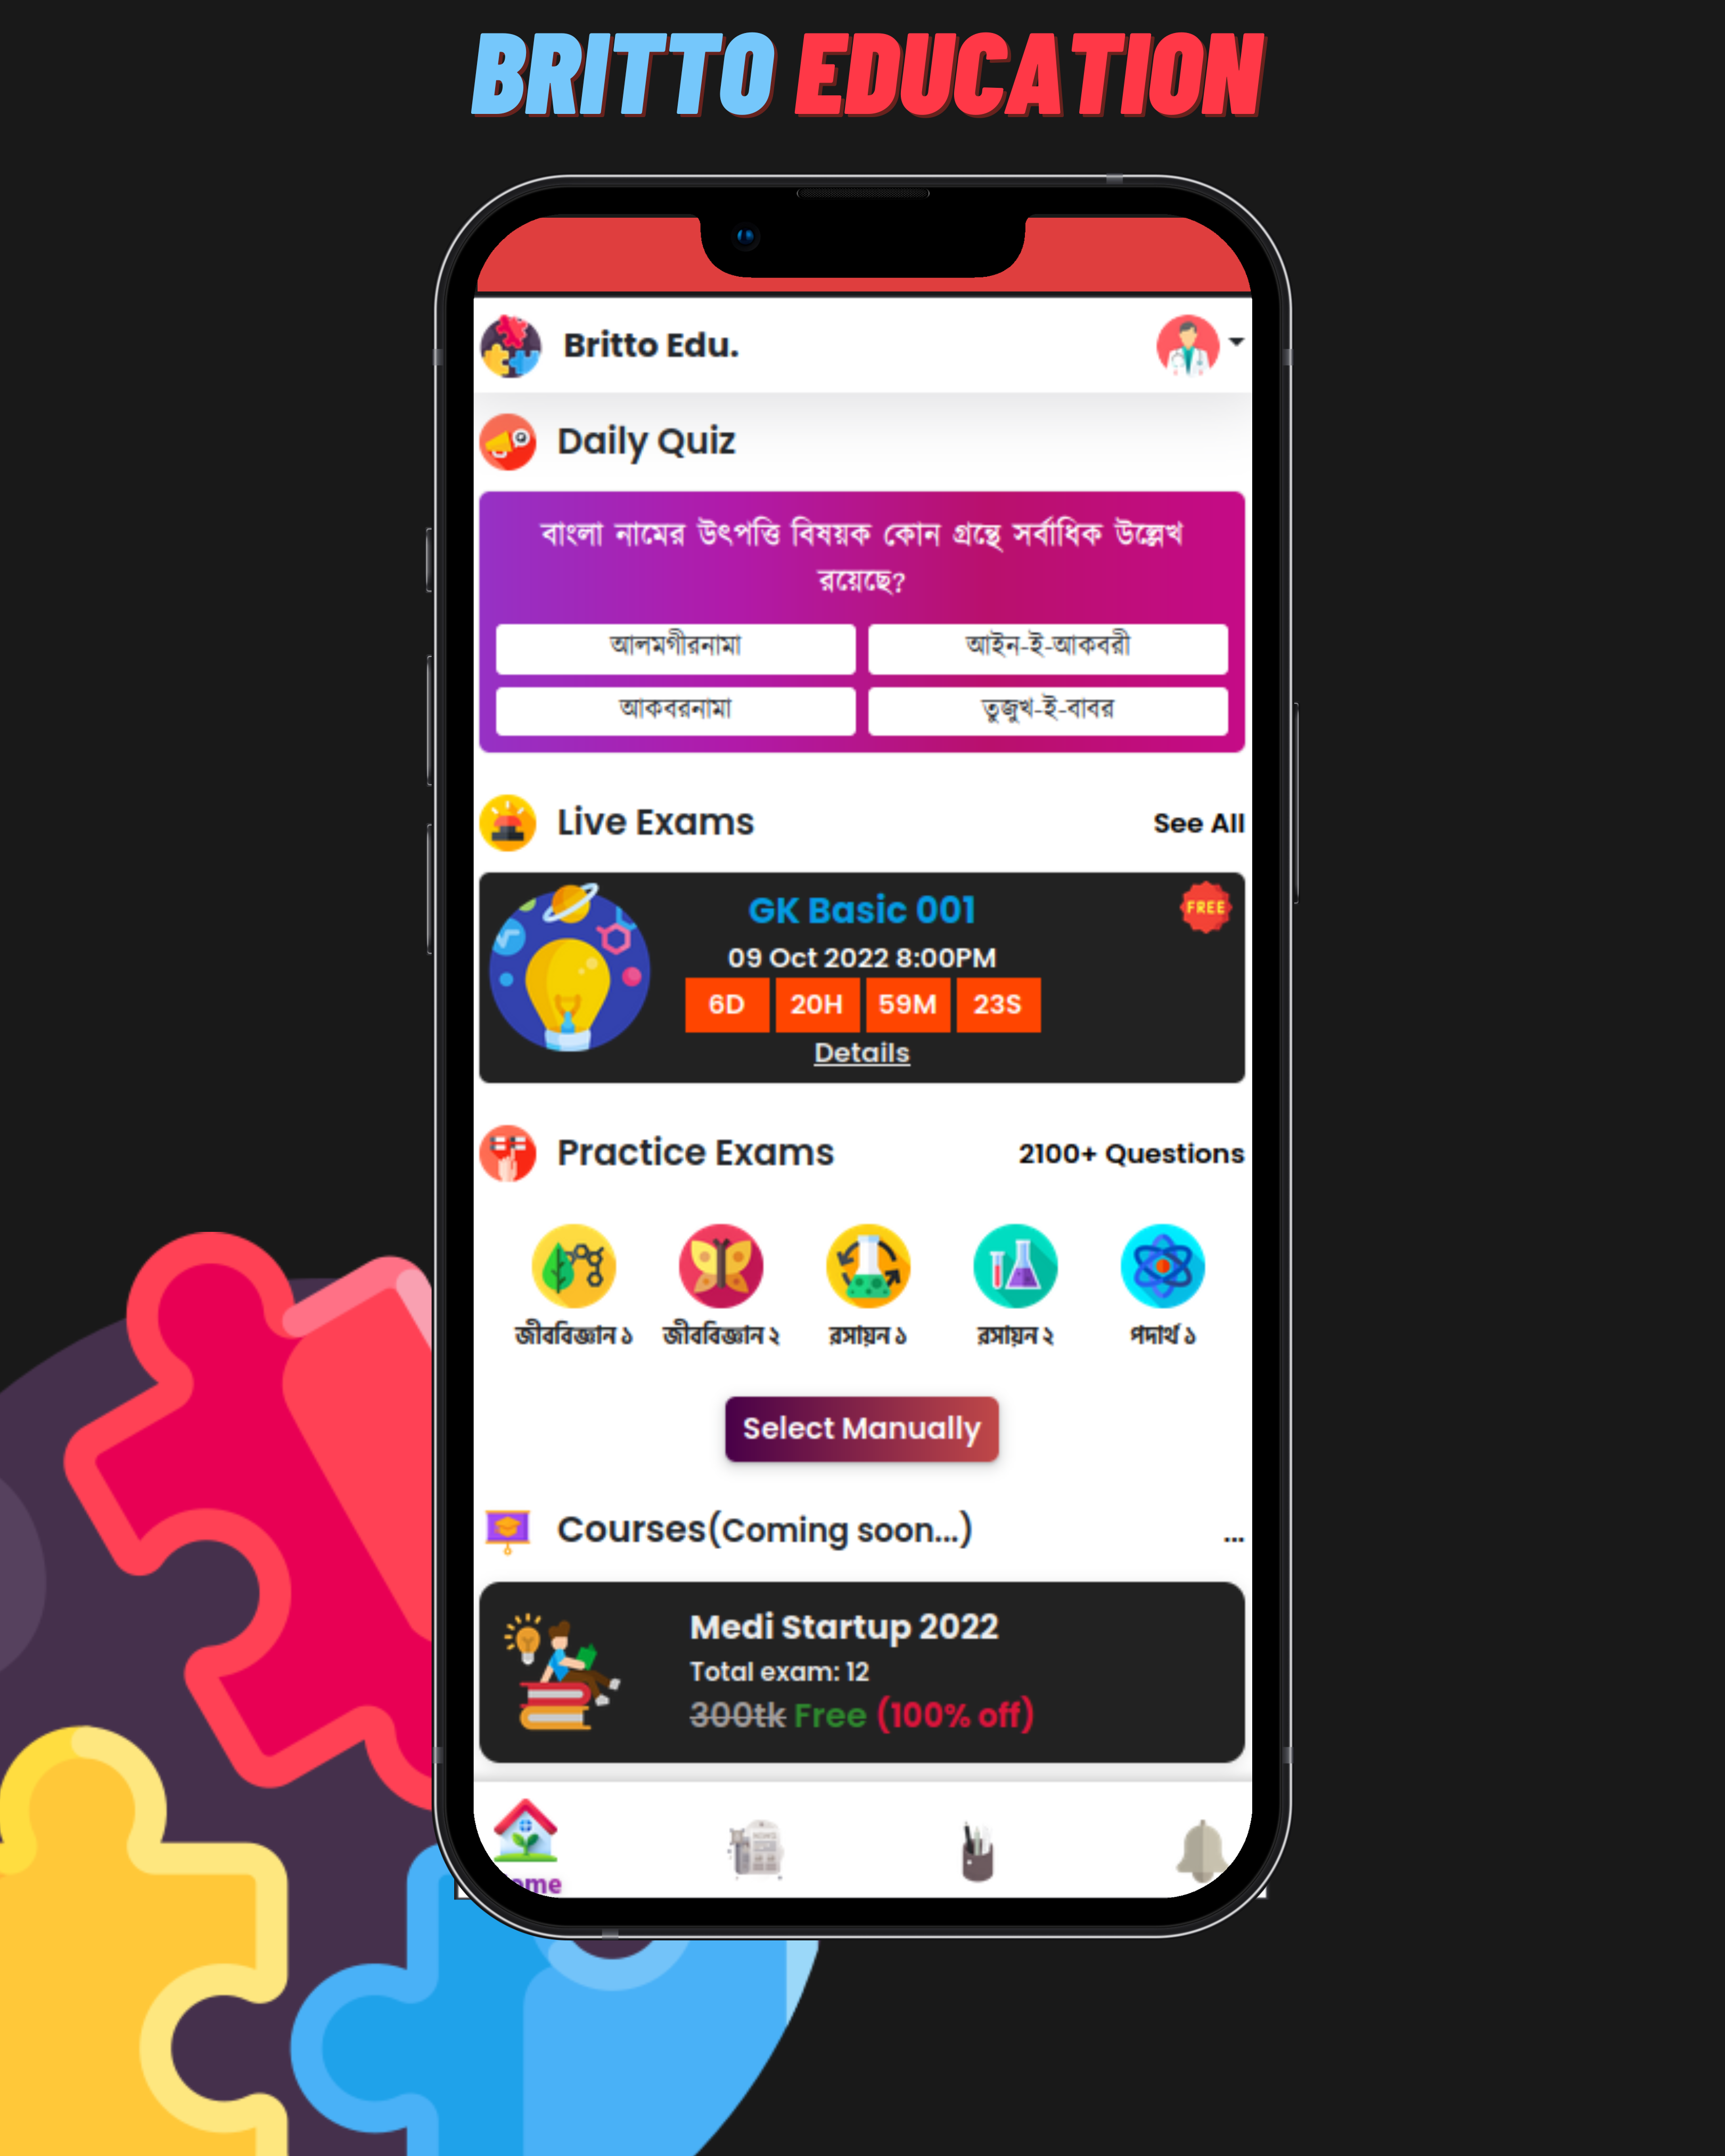 BRITTO EDUCATION
Britto Edu.
Daily Quiz
বাংলা নামের উৎপত্তি বিষয়ক কোন গ্রন্থে সর্বাধিক উল্লেখ
রয়েছে?
আলমগীরনামা
আইন-ই-আকবরী
আকবরনামা
তুজুখ-ই-বাবর
Live Exams
See All
GK Basic 001
FREE
09 Oct 2022 8:00PM
6D 20H 59M 23S
Details
Practice Exams
2100+ Questions
জীববিজ্ঞান ১
জীববিজ্ঞান ২
রসায়ন ১
রসায়ন ২
পদার্থ ১
Select Manually
Courses(Coming soon...)
...
Medi Startup 2022
Total exam: 12
300tk Free (100% off)